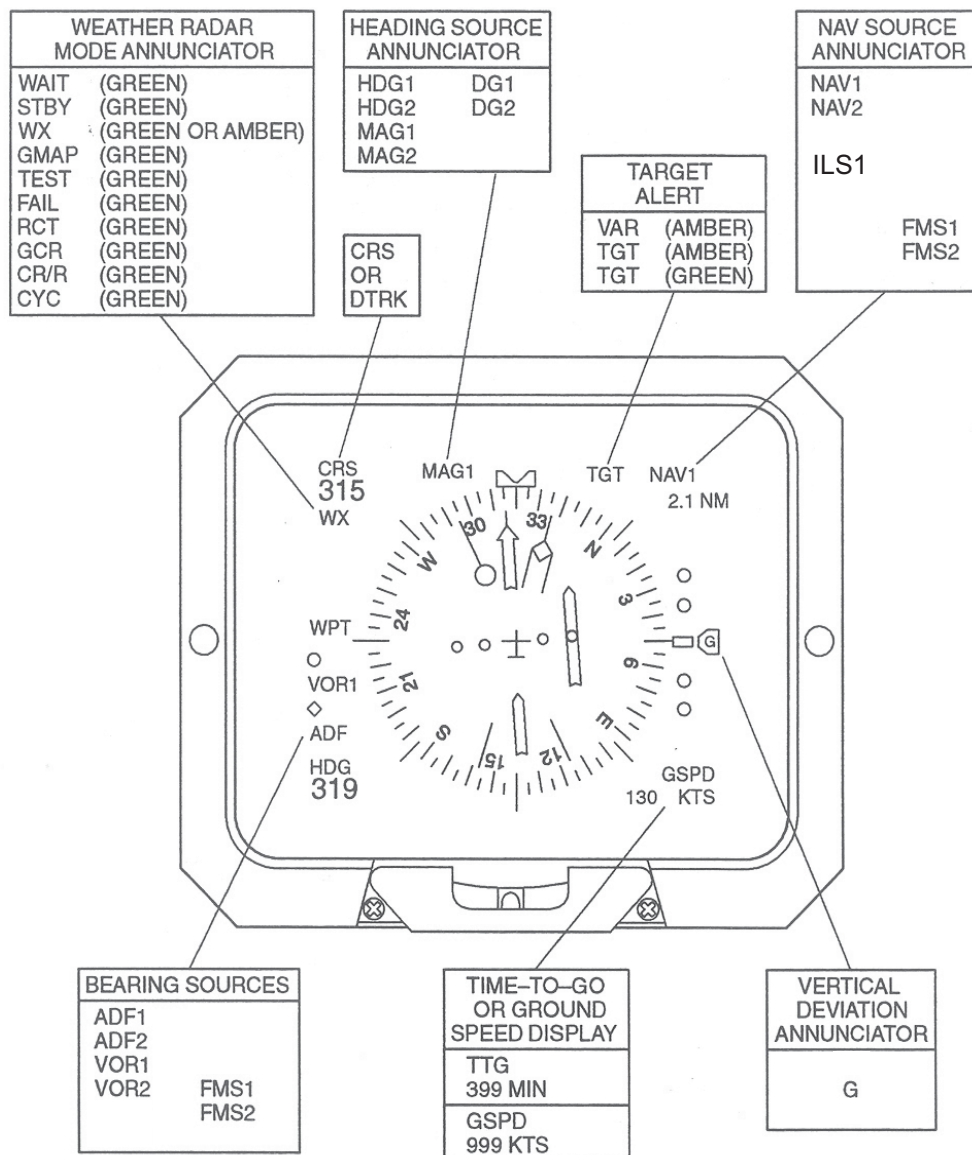 WEATHER RADAR
MODE ANNUNCIATOR
WAIT (GREEN)
STBY (GREEN)
WX (GREEN OR AMBER)
GMAP (GREEN)
TEST (GREEN)
FAIL (GREEN)
RCT (GREEN)
GCR (GREEN)
CR/R (GREEN)
CYC (GREEN)
HEADING SOURCE
ANNUNCIATOR
HDG1 DG1
HDG2 DG2
MAG1
MAG2
CRS
OR
DTRK
TARGET
ALERT
VAR (AMBER)
TGT (AMBER)
TGT (GREEN)
NAV SOURCE
ANNUNCIATOR
NAV1
NAV2
ILS1
FMS1
FMS2
CRS
315
WX
MAG1
TGT
NAV1
2.1 NM
30
33
N
3
6
E
12
15
S
21
24
W
WPT
VOR1
ADF
HDG
319
G
GSPD
130 KTS
BEARING SOURCES
ADF1
ADF2
VOR1
VOR2 FMS1
FMS2
TIME–TO–GO
OR GROUND
SPEED DISPLAY
TTG
399 MIN
GSPD
999 KTS
VERTICAL
DEVIATION
ANNUNCIATOR
G